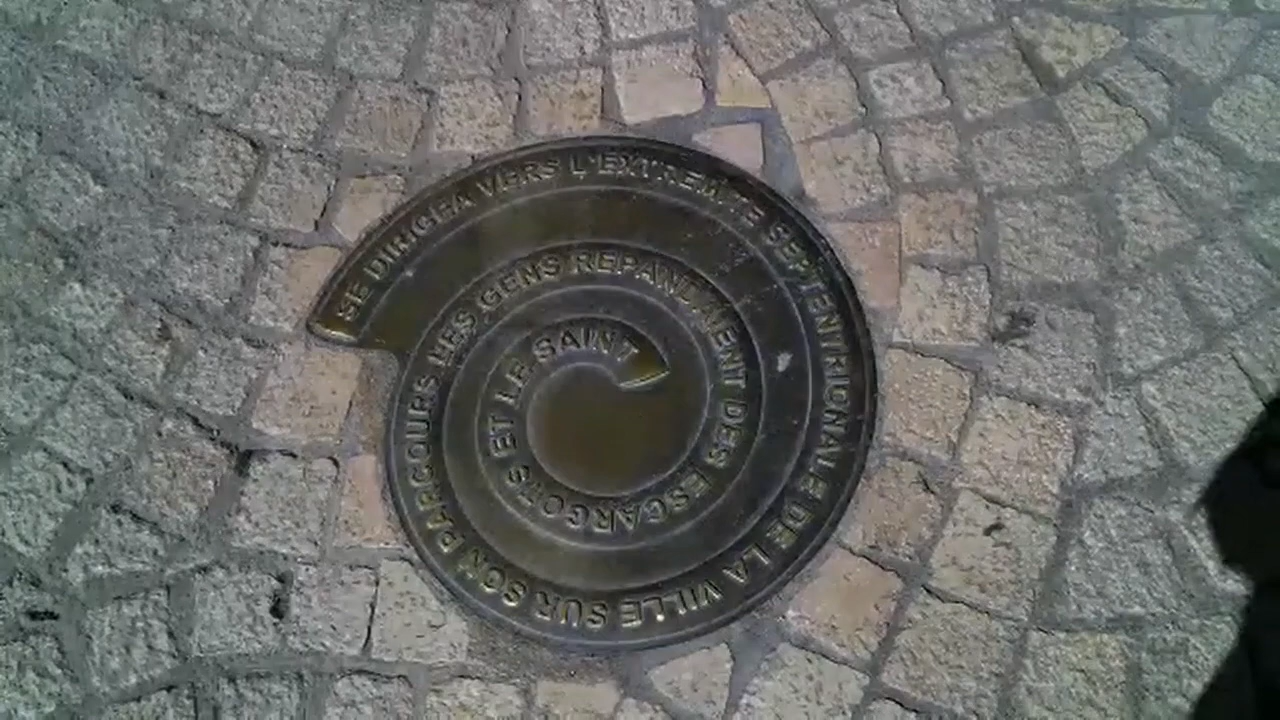 SE DIRIGEA VERS L'EXTREMITE SEPTENTRIONALE DE LA VILLE SUR SON PARCOURS LES GENS REPANDAIENT DES ESCARGOTS ET LE SAINT